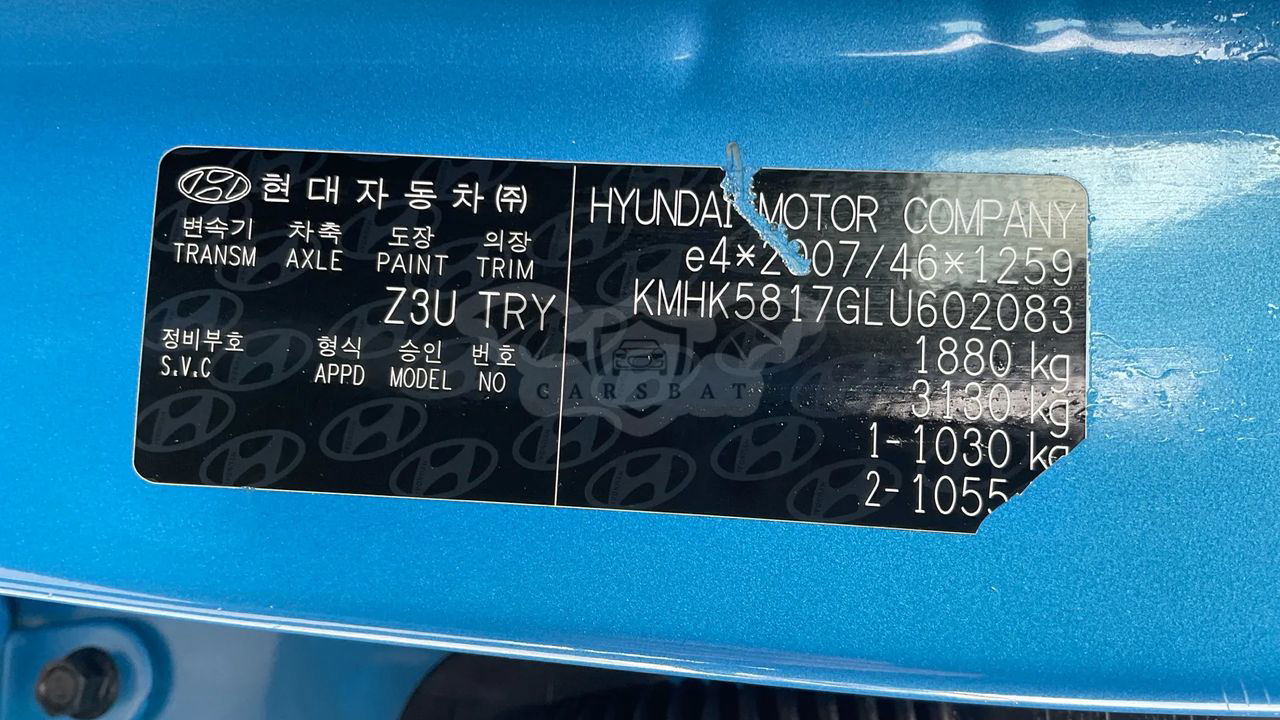 현대자동차㈜
변속기 차축 도장 의장
TRANSM AXLE PAINT TRIM
Z3U TRY
정비부호 형식 승인 번호
S.V.C APPD MODEL NO
HYUNDAI MOTOR COMPANY
e4*2007/46*1259
KMHK5817GLU602083
1880 kg
3130 kg
1-1030 kg
2-1055
CARSBAT